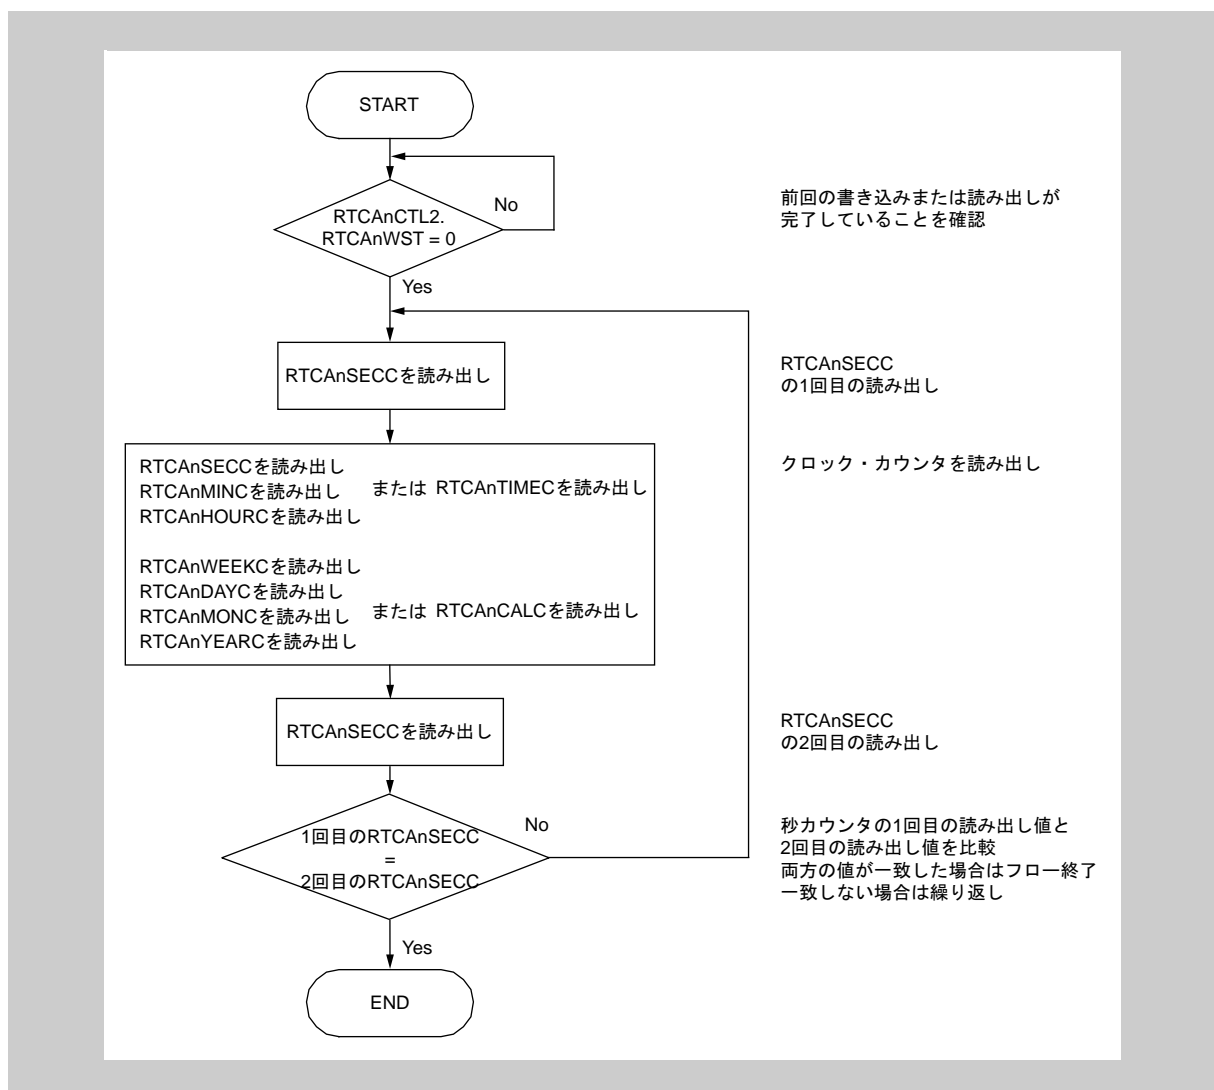 START
RTCAnCTL2.
RTCAnWST = 0
No
前回の書き込みまたは読み出しが
完了していることを確認
Yes
RTCAnSECCを読み出し
RTCAnSECC
の1回目の読み出し
RTCAnSECCを読み出し
RTCAnMINCを読み出し
RTCAnHOURCを読み出し
または RTCAnTIMECを読み出し
RTCAnWEEKCを読み出し
RTCAnDAYCを読み出し
RTCAnMONCを読み出し
RTCAnYEARCを読み出し
または RTCAnCALCを読み出し
クロック・カウンタを読み出し
RTCAnSECCを読み出し
RTCAnSECC
の2回目の読み出し
1回目のRTCAnSECC
=
2回目のRTCAnSECC
No
秒カウンタの1回目の読み出し値と
2回目の読み出し値を比較
両方の値が一致した場合はフロー終了
一致しない場合は繰り返し
Yes
END